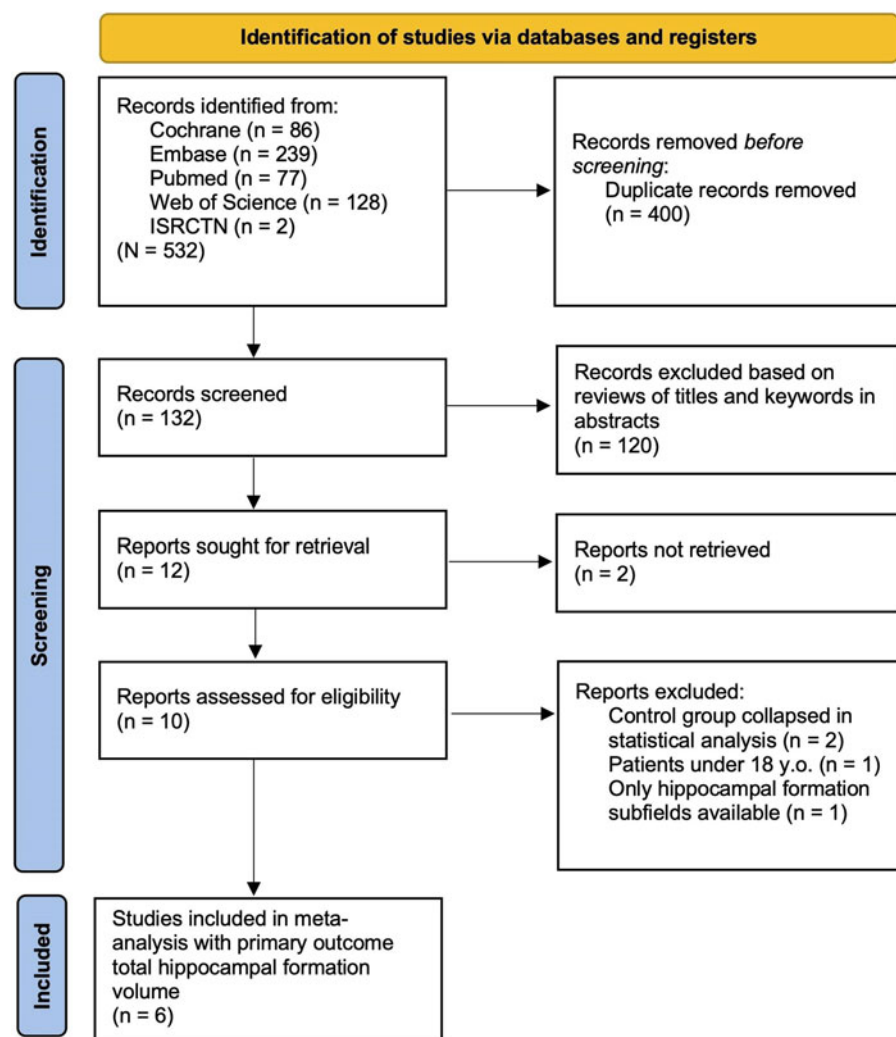 Identification of studies via databases and registers
Identification
Records identified from:
Cochrane (n = 86)
Embase (n = 239)
Pubmed (n = 77)
Web of Science (n = 128)
ISRCTN (n = 2)
(N = 532)
Records removed before
screening:
Duplicate records removed
(n = 400)
Screening
Records screened
(n = 132)
Records excluded based on
reviews of titles and keywords in
abstracts
(n = 120)
Reports sought for retrieval
(n = 12)
Reports not retrieved
(n = 2)
Reports assessed for eligibility
(n = 10)
Reports excluded:
Control group collapsed in
statistical analysis (n = 2)
Patients under 18 y.o. (n = 1)
Only hippocampal formation
subfields available (n = 1)
Included
Studies included in meta-
analysis with primary outcome
total hippocampal formation
volume
(n = 6)